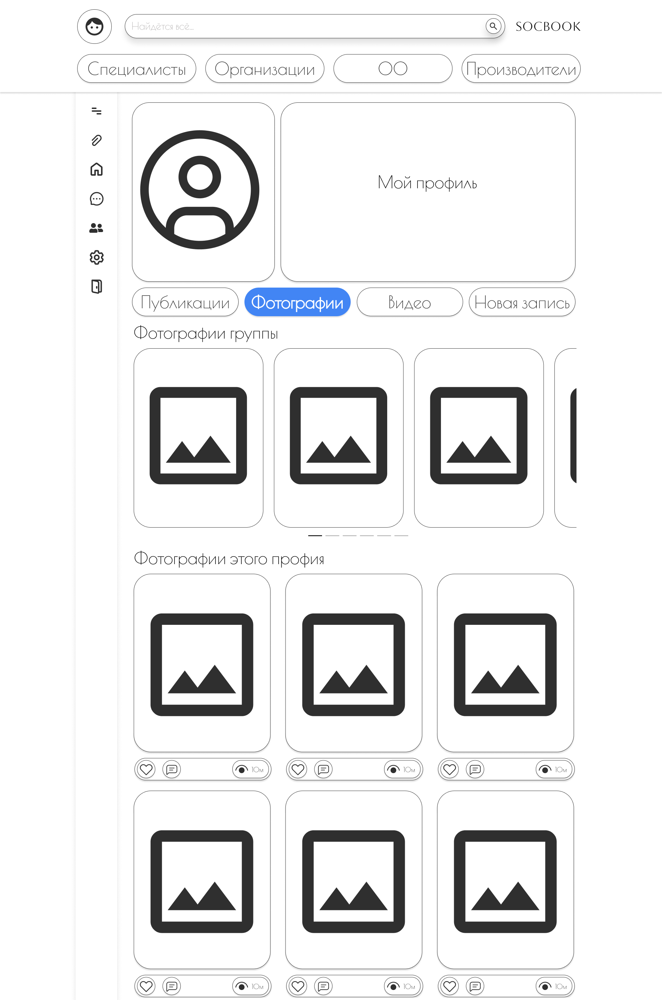 Найдётся всё...
SOCBOOK
Специалисты
Организации
ОО
Производители
Мой профиль
Публикации
Фотографии
Видео
Новая запись
Фотографии группы
Фотографии этого профия
10м
10м
10м
10м
10м
10м